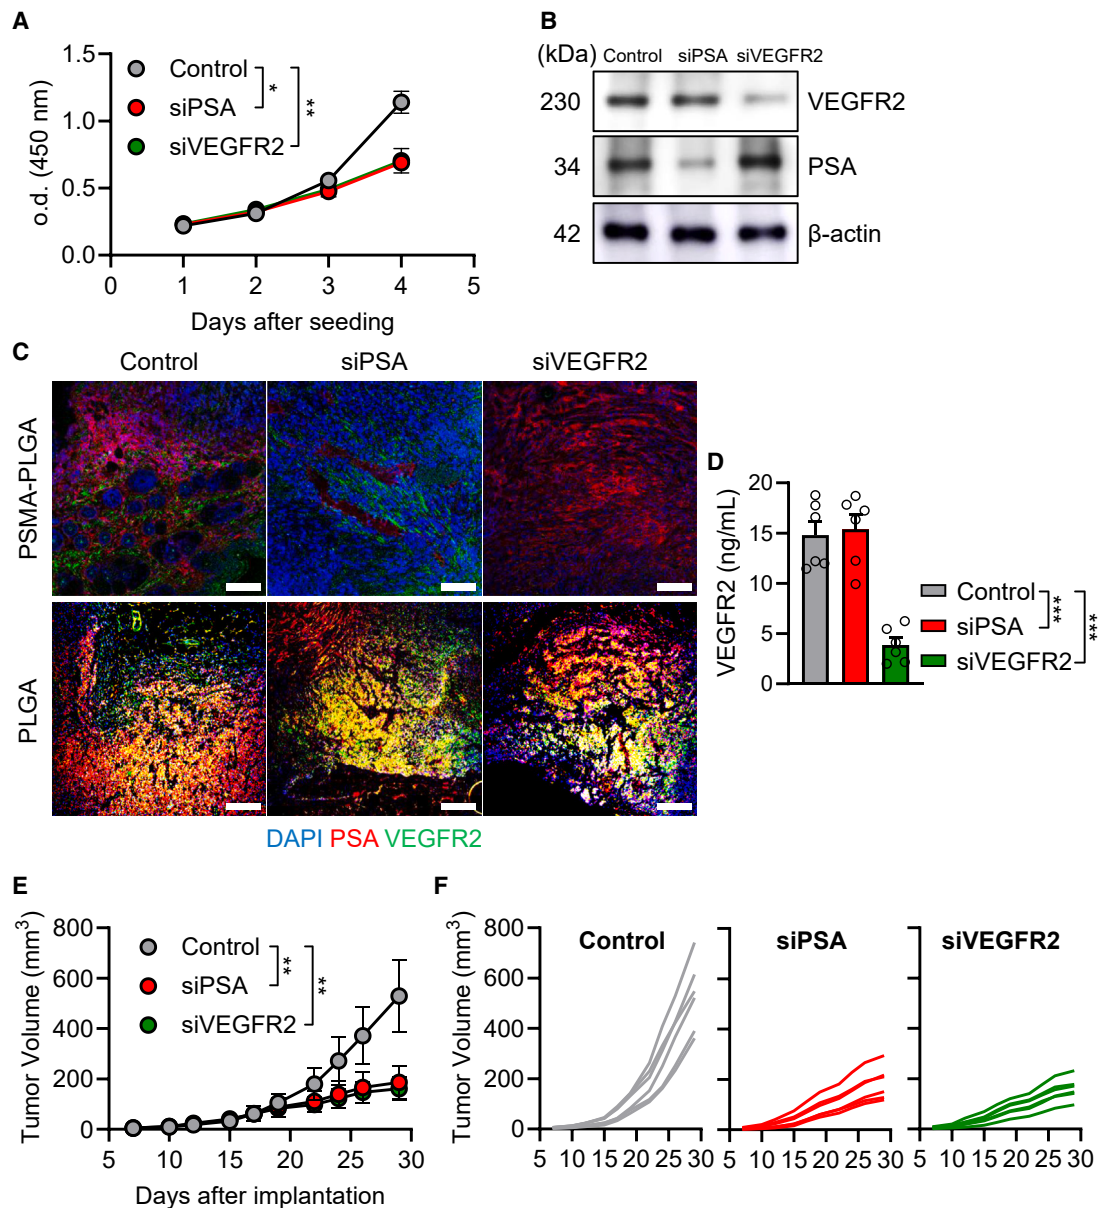 A
1.5
1.0
0.5
0.0
o.d. (450 nm)
Control
siPSA
siVEGFR2
*
**
0 1 2 3 4 5
Days after seeding
B
(kDa) Control siPSA siVEGFR2
230 VEGFR2
34 PSA
42 β-actin
C
Control siPSA siVEGFR2
PSMA-PLGA
PLGA
DAPI PSA VEGFR2
D
VEGFR2 (ng/mL)
20
15
10
5
0
Control
siPSA
siVEGFR2
***
***
E
Tumor Volume (mm³)
800
600
400
200
0
Control
siPSA
siVEGFR2
**
**
5 10 15 20 25 30
Days after implantation
F
Tumor Volume (mm³)
800
600
400
200
0
Control siPSA siVEGFR2
5 10 15 20 25 30 5 10 15 20 25 30 5 10 15 20 25 30